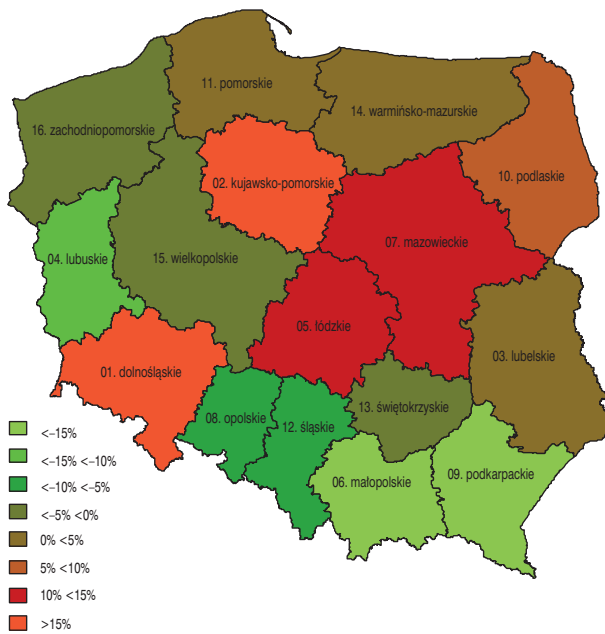 11. pomorskie
14. warmińsko-mazurskie
16. zachodniopomorskie
02. kujawsko-pomorskie
10. podlaskie
07. mazowieckie
04. lubuskie
15. wielkopolskie
05. łódzkie
03. lubelskie
01. dolnośląskie
08. opolskie
12. śląskie
13. świętokrzyskie
06. małopolskie
09. podkarpackie
<–15%
<–15% <–10%
<–10% <–5%
<–5% <0%
0% <5%
5% <10%
10% <15%
>15%